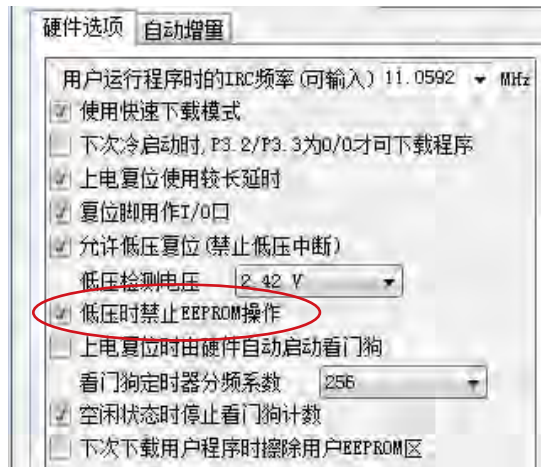 硬件选项 自动增量
用户运行程序时的IRC频率(可输入) 11.0592 MHz
使用快速下载模式
下次冷启动时,P3.2/P3.3为0/0才可下载程序
上电复位使用较长延时
复位脚用作I/O口
允许低压复位(禁止低压中断)
低压检测电压 2.42 V
低压时禁止EEPROM操作
上电复位时由硬件自动启动看门狗
看门狗定时器分频系数 256
空闲状态时停止看门狗计数
下次下载用户程序时擦除用户EEPROM区